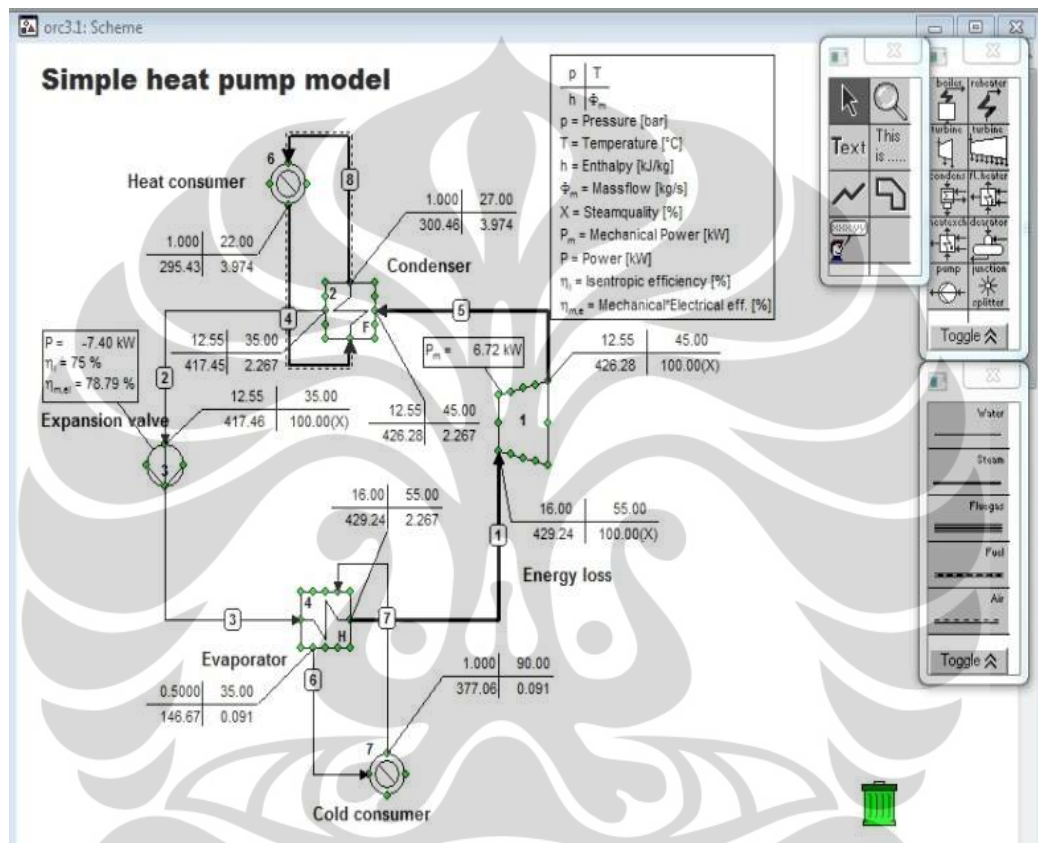 orc3.1: Scheme
Simple heat pump model
p T
h Φm
p = Pressure [bar]
T = Temperature [°C]
h = Enthalpy [kJ/kg]
Φm = Massflow [kg/s]
X = Steamquality [%]
Pm = Mechanical Power [kW]
P = Power [kW]
ηi = Isentropic efficiency [%]
ηm,e = Mechanical*Electrical eff. [%]
6
Heat consumer
8
1.000 27.00
300.46 3.974
1.000 22.00
295.43 3.974
Condenser
2
F
4
5
12.55 35.00
417.45 2.267
Pm = 6.72 kW
12.55 45.00
426.28 100.00(X)
P = -7.40 kW
ηi = 75 %
ηm,el = 78.79 %
2
12.55 35.00
417.46 100.00(X)
12.55 45.00
426.28 2.267
1
Expansion valve
3
16.00 55.00
429.24 2.267
16.00 55.00
429.24 100.00(X)
1
Energy loss
3
4
H
7
Evaporator
6
1.000 90.00
377.06 0.091
0.5000 35.00
146.67 0.091
7
Cold consumer
Text
This
is .....
xxx.yy
boiler
reheater
turbine
turbine
condens
fl.heater
heatexch
deaerator
pump
junction
splitter
Toggle
Water
Steam
Fluegas
Fuel
Air
Toggle